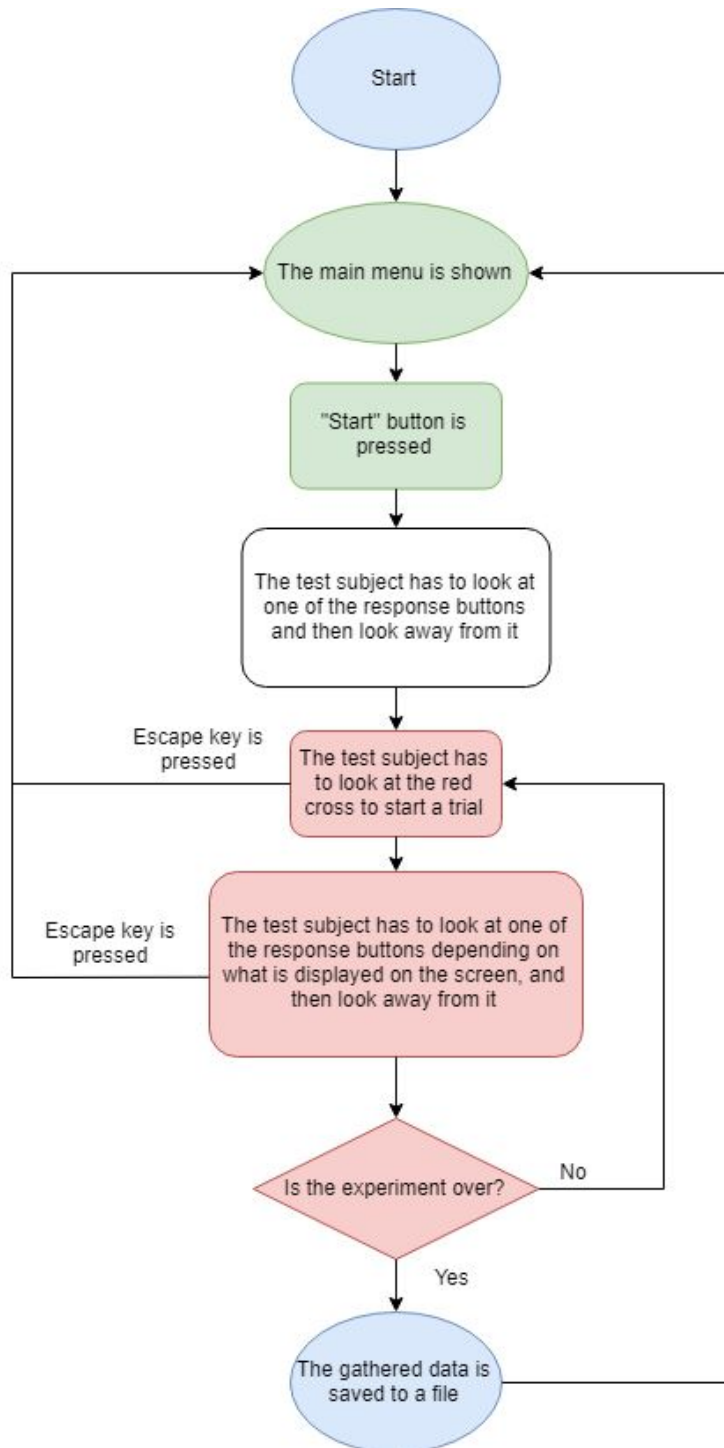 Start
The main menu is shown
"Start" button is
pressed
The test subject has to look at
one of the response buttons
and then look away from it
Escape key is
pressed
The test subject has
to look at the red
cross to start a trial
Escape key is
pressed
The test subject has to look at one of
the response buttons depending on
what is displayed on the screen, and
then look away from it
Is the experiment over?
No
Yes
The gathered data is
saved to a file